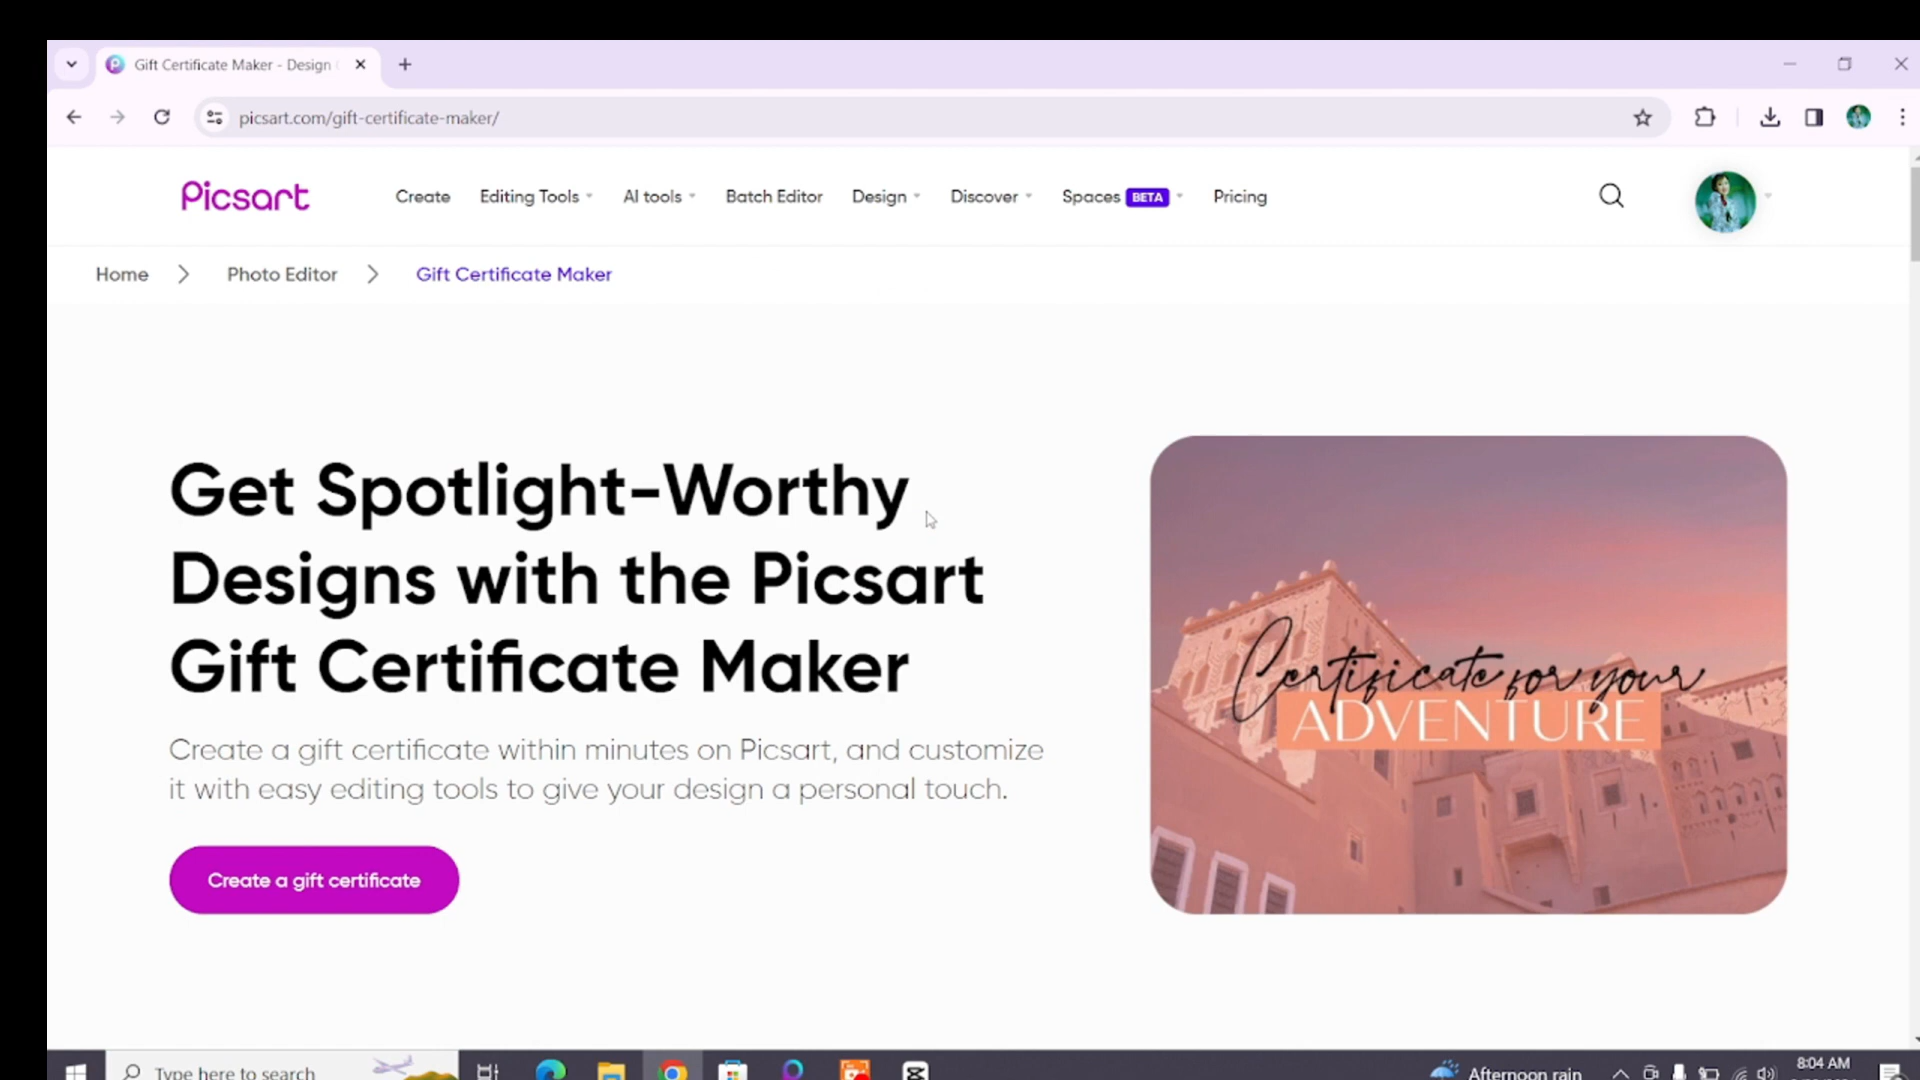 Gift Certificate Maker - Design
picsart.com/gift-certificate-maker/
Picsart
Create Editing Tools AI tools Batch Editor Design Discover Spaces BETA Pricing
Home Photo Editor Gift Certificate Maker
Get Spotlight-Worthy
Designs with the Picsart
Gift Certificate Maker
Create a gift certificate within minutes on Picsart, and customize
it with easy editing tools to give your design a personal touch.
Create a gift certificate
Certificate for your
ADVENTURE
Type here to search
Afternoon rain
8:04 AM